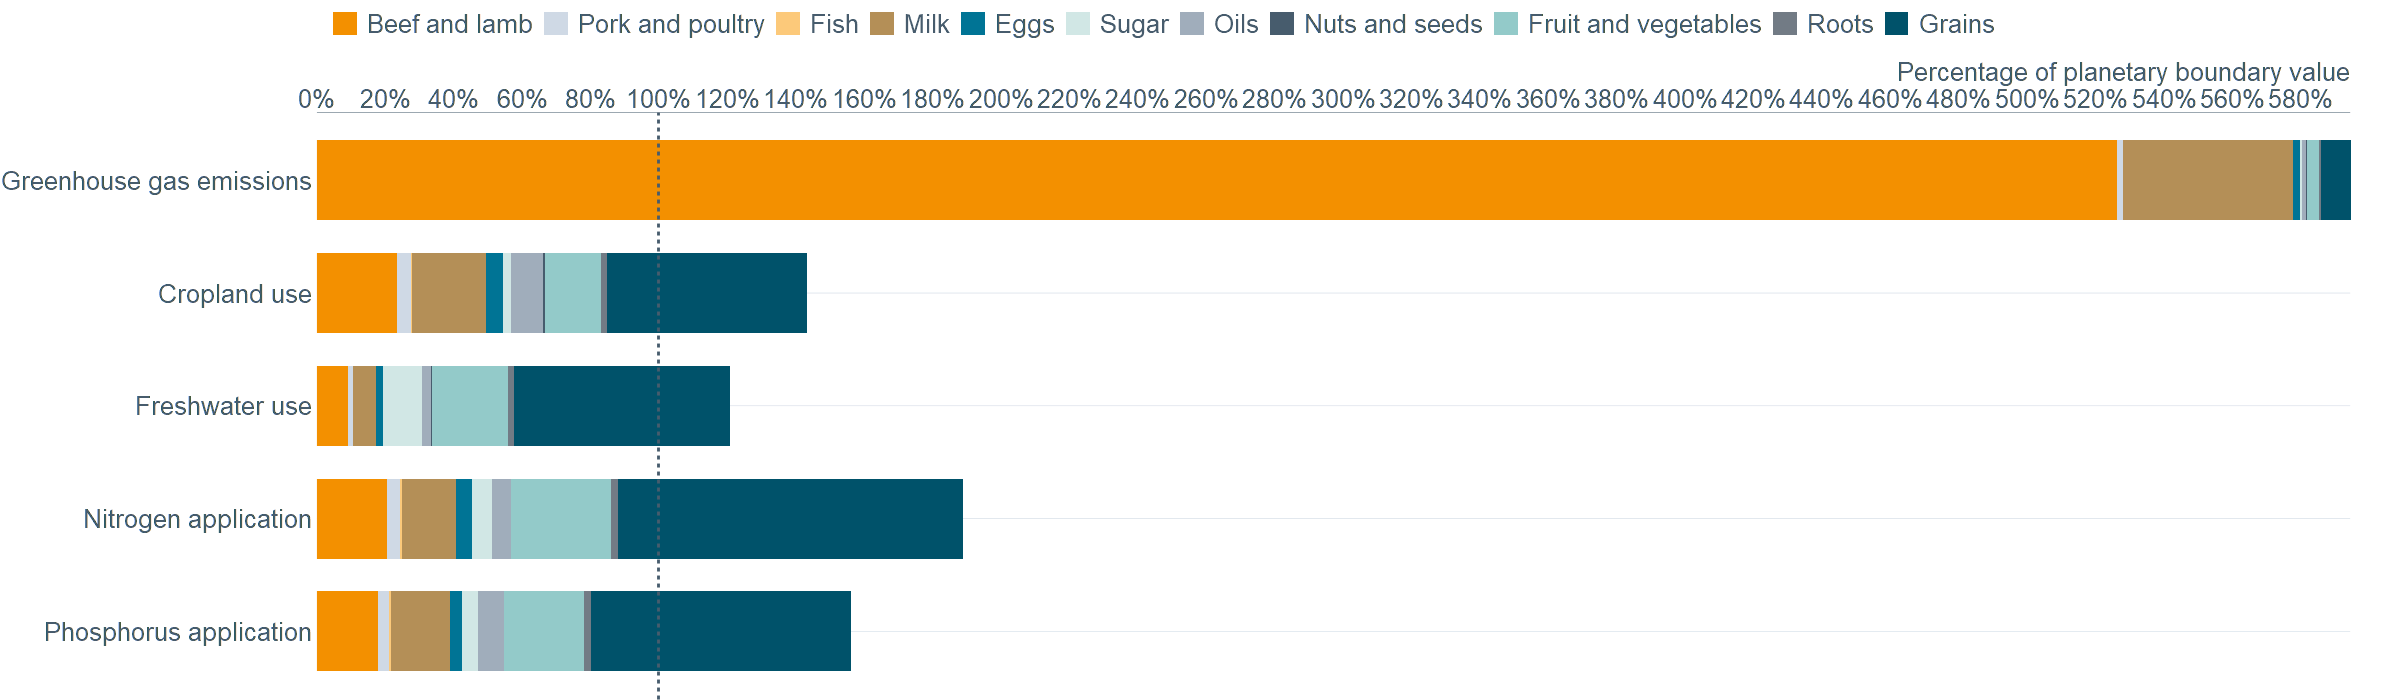 Beef and lamb Pork and poultry Fish Milk Eggs Sugar Oils Nuts and seeds Fruit and vegetables Roots Grains
Percentage of planetary boundary value
0% 20% 40% 60% 80% 100% 120% 140% 160% 180% 200% 220% 240% 260% 280% 300% 320% 340% 360% 380% 400% 420% 440% 460% 480% 500% 520% 540% 560% 580%
Greenhouse gas emissions
Cropland use
Freshwater use
Nitrogen application
Phosphorus application